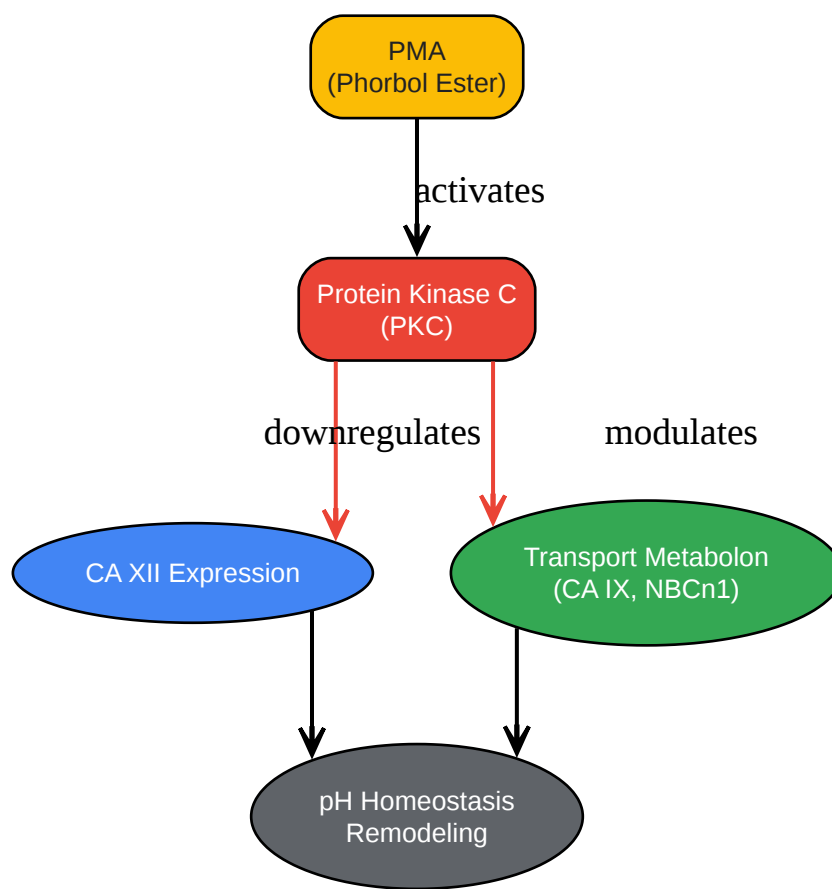 PMA
(Phorbol Ester)
activates
Protein Kinase C
(PKC)
downregulates
modulates
CA XII Expression
Transport Metabolon
(CA IX, NBCn1)
pH Homeostasis
Remodeling